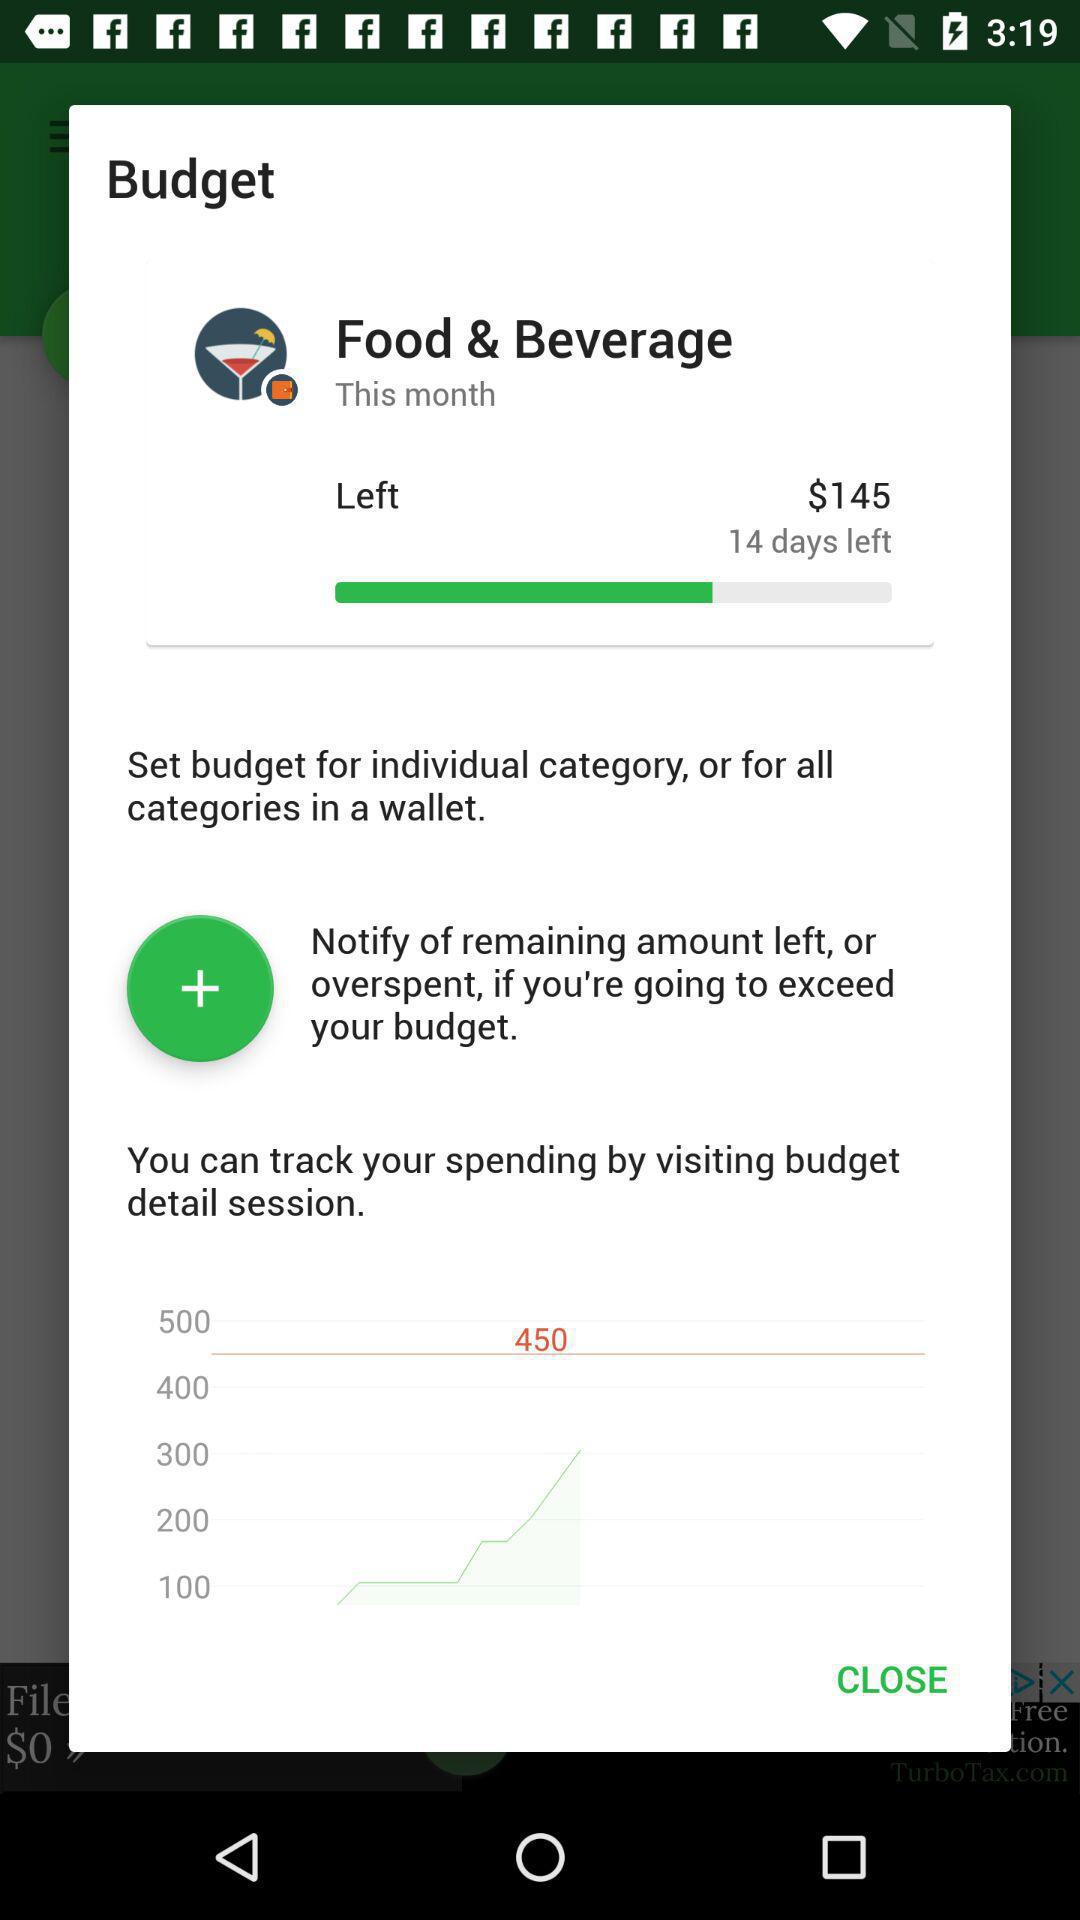 3:19
Budget
Food & Beverage
This month
Left
$145
14 days left
Set budget for individual category, or for all
categories in a wallet.
Notify of remaining amount left, or
overspent, if you're going to exceed
your budget.
You can track your spending by visiting budget
detail session.
500
450
400
300
200
100
CLOSE
File
$0 »
Free
tion.
TurboTax.com